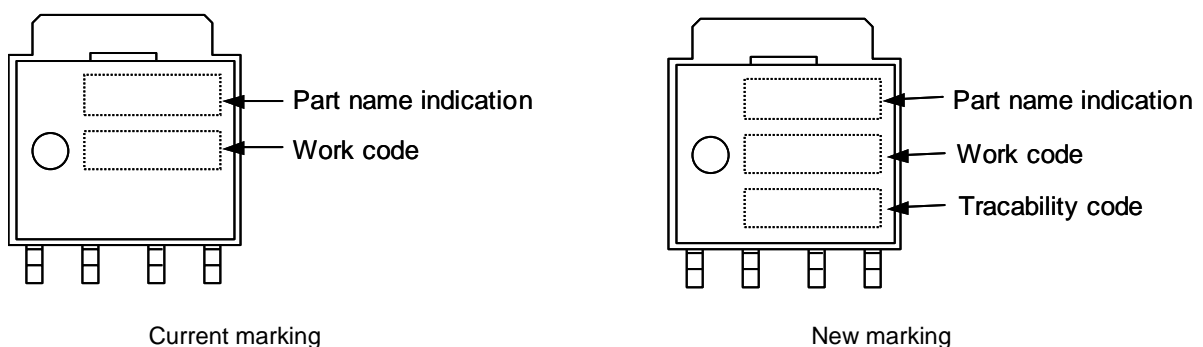 Part name indication
Work code
Current marking
Part name indication
Work code
Tracability code
New marking